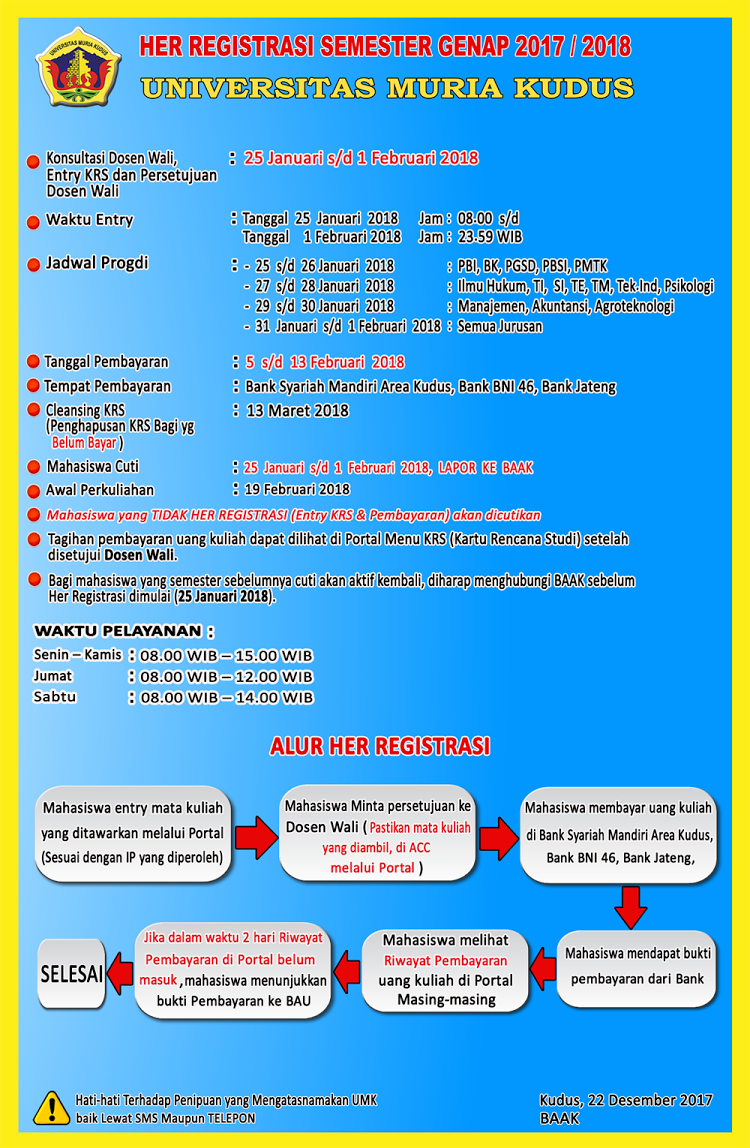 UNIVERSITAS MURIA KUDUS
HER REGISTRASI SEMESTER GENAP 2017 / 2018
UNIVERSITAS MURIA KUDUS
Konsultasi Dosen Wali, : 25 Januari s/d 1 Februari 2018
Entry KRS dan Persetujuan
Dosen Wali
Waktu Entry : Tanggal 25 Januari 2018 Jam : 08.00 s/d
Tanggal 1 Februari 2018 Jam : 23.59 WIB
Jadwal Progdi : - 25 s/d 26 Januari 2018 : PBI, BK, PGSD, PBSI, PMTK
- 27 s/d 28 Januari 2018 : Ilmu Hukum, TI, SI, TE, TM, Tek-Ind, Psikologi
- 29 s/d 30 Januari 2018 : Manajemen, Akuntansi, Agroteknologi
- 31 Januari s/d 1 Februari 2018 : Semua Jurusan
Tanggal Pembayaran : 5 s/d 13 Februari 2018
Tempat Pembayaran : Bank Syariah Mandiri Area Kudus, Bank BNI 46, Bank Jateng
Cleansing KRS : 13 Maret 2018
(Penghapusan KRS Bagi yg
Belum Bayar )
Mahasiswa Cuti : 25 Januari s/d 1 Februari 2018, LAPOR KE BAAK
Awal Perkuliahan : 19 Februari 2018
Mahasiswa yang TIDAK HER REGISTRASI (Entry KRS & Pembayaran) akan dicutikan
Tagihan pembayaran uang kuliah dapat dilihat di Portal Menu KRS (Kartu Rencana Studi) setelah
disetujui Dosen Wali.
Bagi mahasiswa yang semester sebelumnya cuti akan aktif kembali, diharap menghubungi BAAK sebelum
Her Registrasi dimulai (25 Januari 2018).
WAKTU PELAYANAN :
Senin – Kamis : 08.00 WIB – 15.00 WIB
Jumat : 08.00 WIB – 12.00 WIB
Sabtu : 08.00 WIB – 14.00 WIB
ALUR HER REGISTRASI
Mahasiswa entry mata kuliah
yang ditawarkan melalui Portal
(Sesuai dengan IP yang diperoleh)
Mahasiswa Minta persetujuan ke
Dosen Wali ( Pastikan mata kuliah
yang diambil, di ACC
melalui Portal )
Mahasiswa membayar uang kuliah
di Bank Syariah Mandiri Area Kudus,
Bank BNI 46, Bank Jateng,
Mahasiswa mendapat bukti
pembayaran dari Bank
Mahasiswa melihat
Riwayat Pembayaran
uang kuliah di Portal
Masing-masing
Jika dalam waktu 2 hari Riwayat
Pembayaran di Portal belum
masuk , mahasiswa menunjukkan
bukti Pembayaran ke BAU
SELESAI
Hati-hati Terhadap Penipuan yang Mengatasnamakan UMK
baik Lewat SMS Maupun TELEPON
Kudus, 22 Desember 2017
BAAK